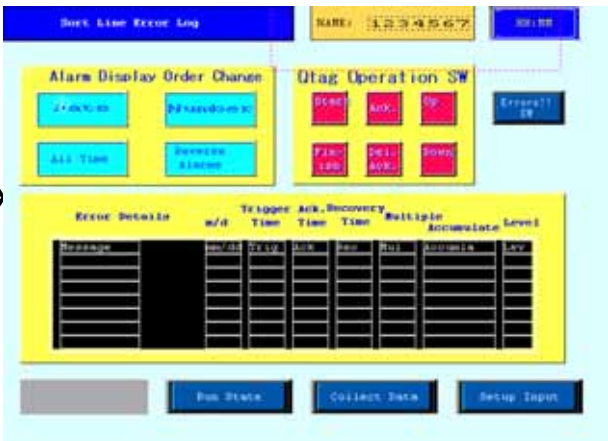 Sort Line Error Log
NAME: 1234567
Alarm Display Order Change
Qtag Operation SW
Start Ack. Up
All Time Reverse
Del. Down
Ack.
SW
Trigger Ack. Recovery
Error Details m/d Time Time Time Multiple
Accumulate Level
Message mm/dd Trig Ack Rec Mul Accumula Lev
Run State Collect Data Setup Input